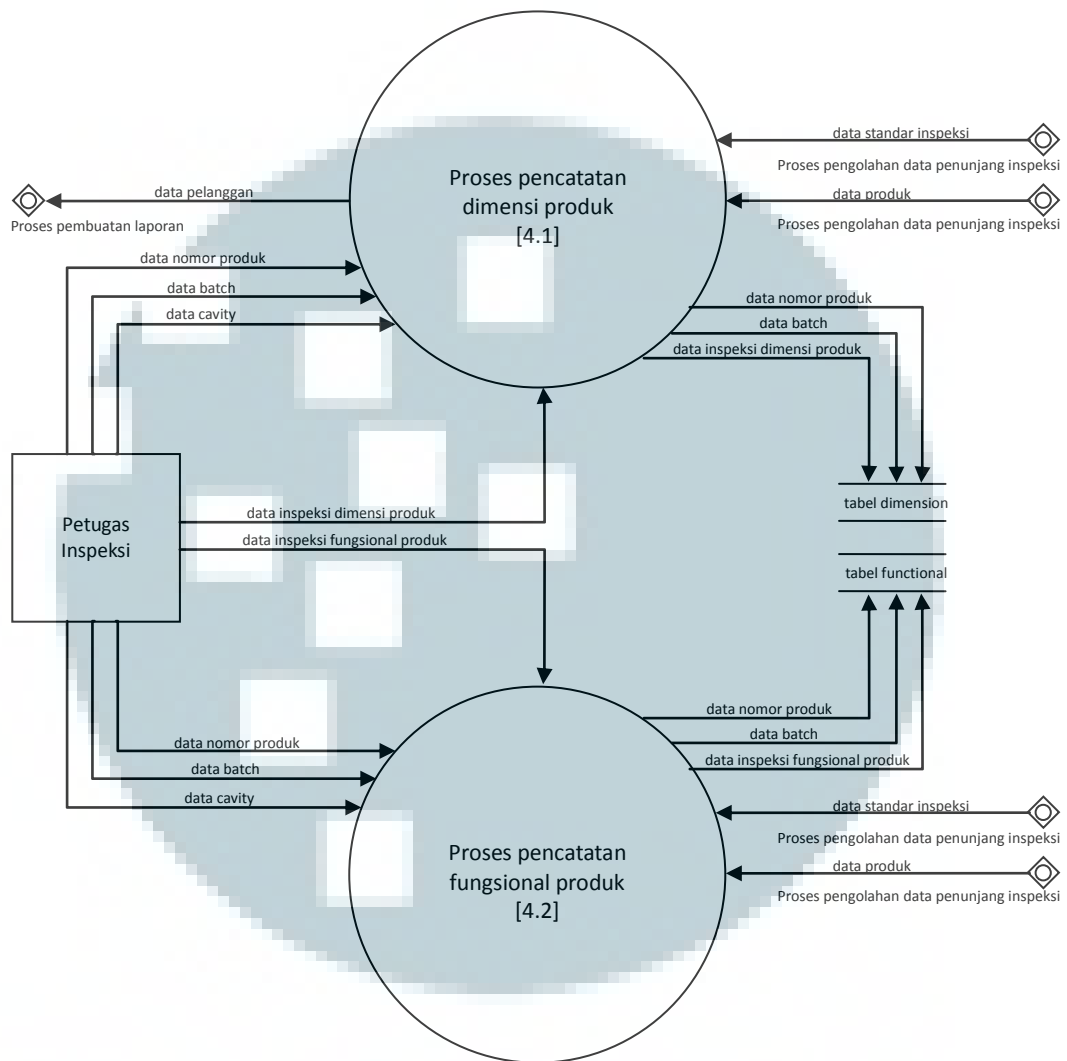 Proses pencatatan
dimensi produk
[4.1]
data standar inspeksi
Proses pengolahan data penunjang inspeksi
data produk
Proses pengolahan data penunjang inspeksi
data pelanggan
Proses pembuatan laporan
data nomor produk
data batch
data cavity
data nomor produk
data batch
data inspeksi dimensi produk
Petugas
Inspeksi
data inspeksi dimensi produk
data inspeksi fungsional produk
tabel dimension
tabel functional
data nomor produk
data batch
data cavity
data nomor produk
data batch
data inspeksi fungsional produk
Proses pencatatan
fungsional produk
[4.2]
data standar inspeksi
Proses pengolahan data penunjang inspeksi
data produk
Proses pengolahan data penunjang inspeksi